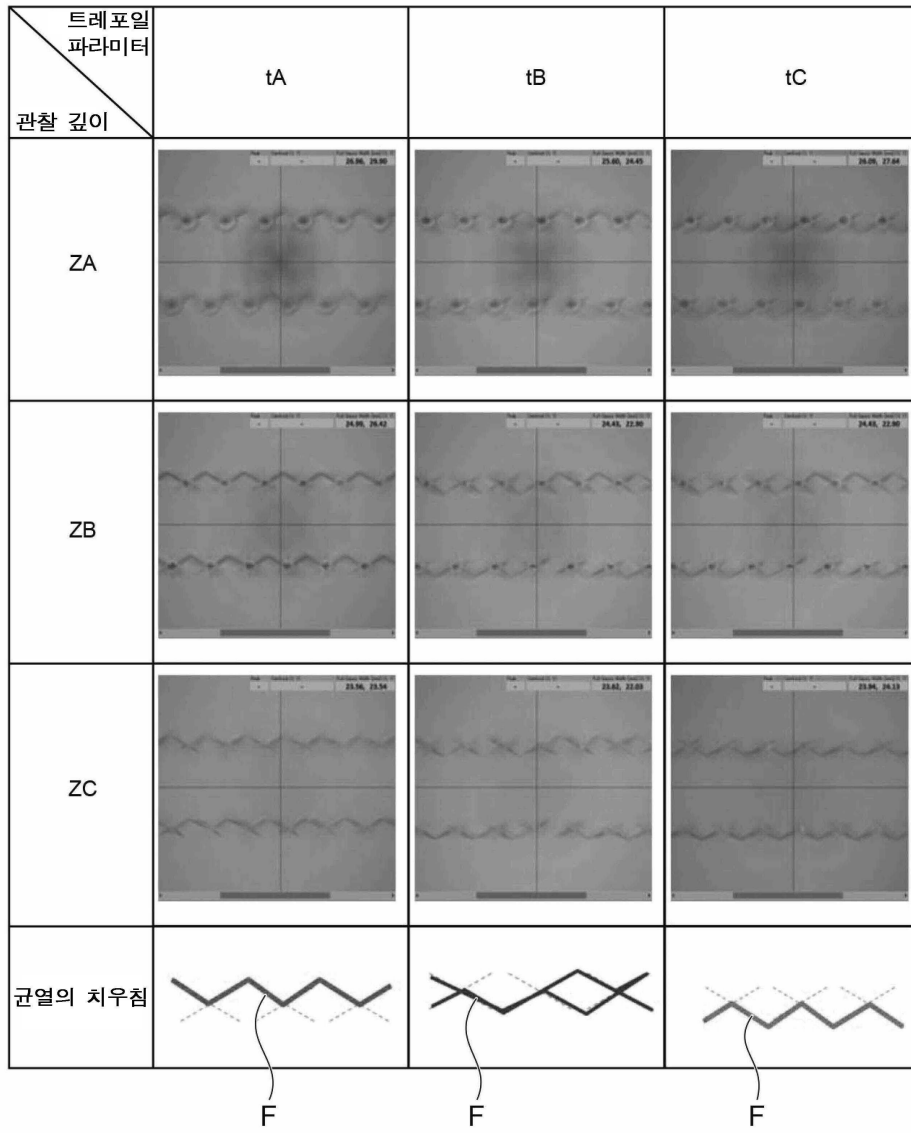 트레포일
파라미터
관찰 깊이
tA
tB
tC
ZA
26.96, 29.90
25.60, 24.45
26.09, 27.64
ZB
24.99, 26.42
24.43, 22.90
24.43, 22.90
ZC
23.56, 23.54
23.62, 22.03
23.94, 24.13
균열의 치우침
F
F
F